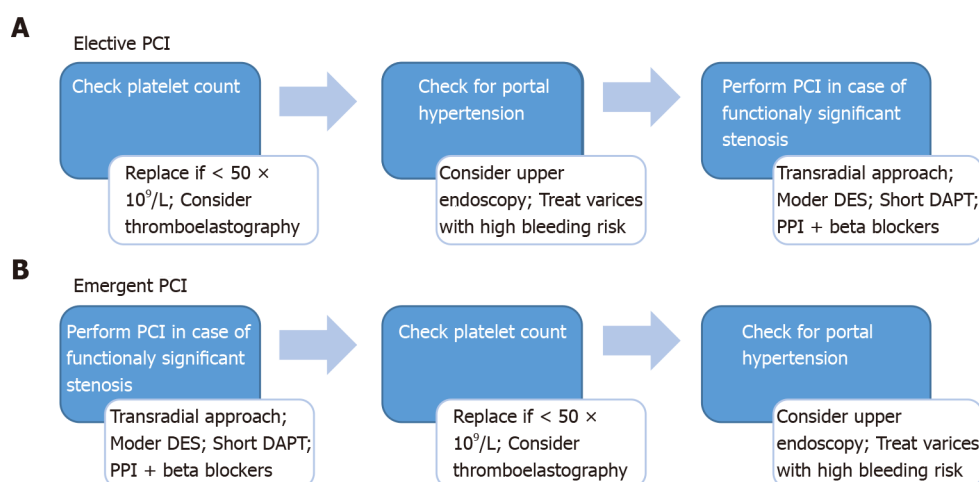 A
Elective PCI
Check platelet count
Replace if < 50 ×
10⁹/L; Consider
thromboelastography
Check for portal
hypertension
Consider upper
endoscopy; Treat varices
with high bleeding risk
Perform PCI in case of
functionaly significant
stenosis
Transradial approach;
Moder DES; Short DAPT;
PPI + beta blockers
B
Emergent PCI
Perform PCI in case of
functionaly significant
stenosis
Transradial approach;
Moder DES; Short DAPT;
PPI + beta blockers
Check platelet count
Replace if < 50 ×
10⁹/L; Consider
thromboelastography
Check for portal
hypertension
Consider upper
endoscopy; Treat varices
with high bleeding risk